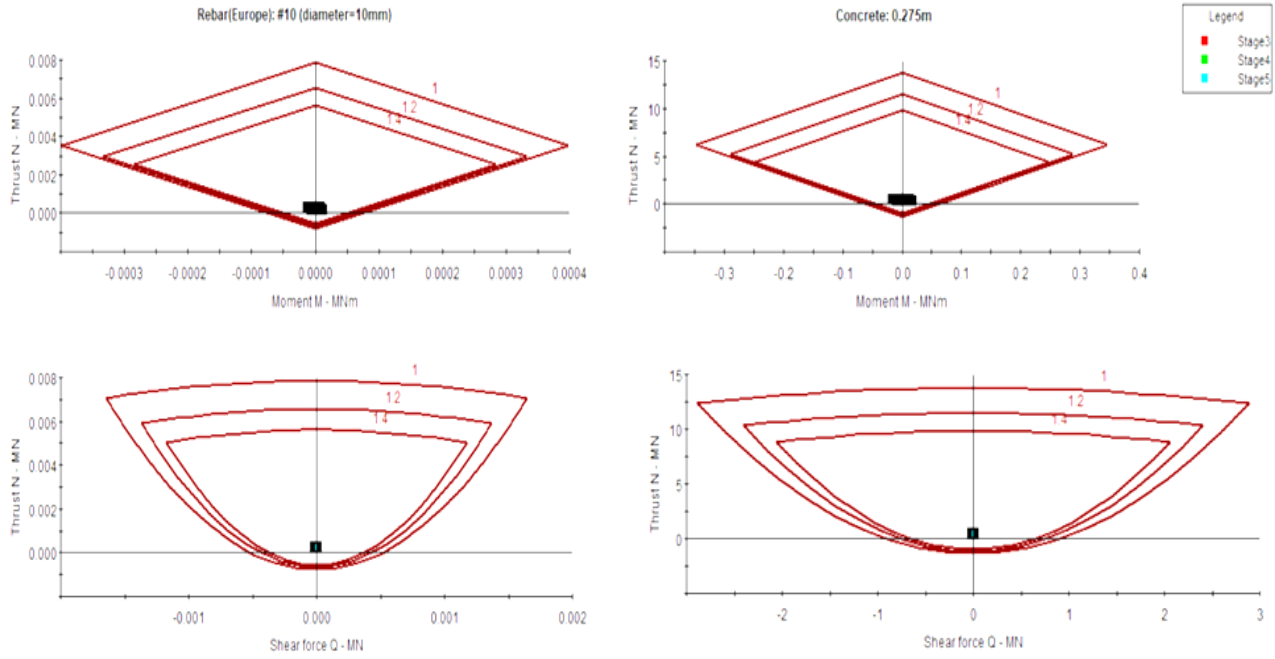 Rebar(Europe): #10 (diameter=10mm)
Concrete: 0.275m
Legend
Stage3
Stage4
Stage5
Thrust N - MN
0.008
0.006
0.004
0.002
0.000
1
1.2
1.4
-0.0003 -0.0002 -0.0001 0.0000 0.0001 0.0002 0.0003 0.0004
Moment M - MNm
Thrust N - MN
15
10
5
0
1
1.2
1.4
-0.3 -0.2 -0.1 0.0 0.1 0.2 0.3 0.4
Moment M - MNm
Thrust N - MN
0.008
0.006
0.004
0.002
0.000
1
1.2
1.4
-0.001 0.000 0.001 0.002
Shear force Q - MN
Thrust N - MN
15
10
5
0
1
1.2
1.4
-2 -1 0 1 2 3
Shear force Q - MN